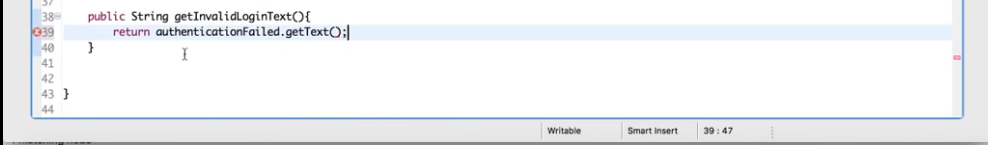 37
38 public String getInvalidLoginText(){
39 return authenticationFailed.getText();
40 }
41
42
43 }
44
Writable Smart Insert 39 : 47